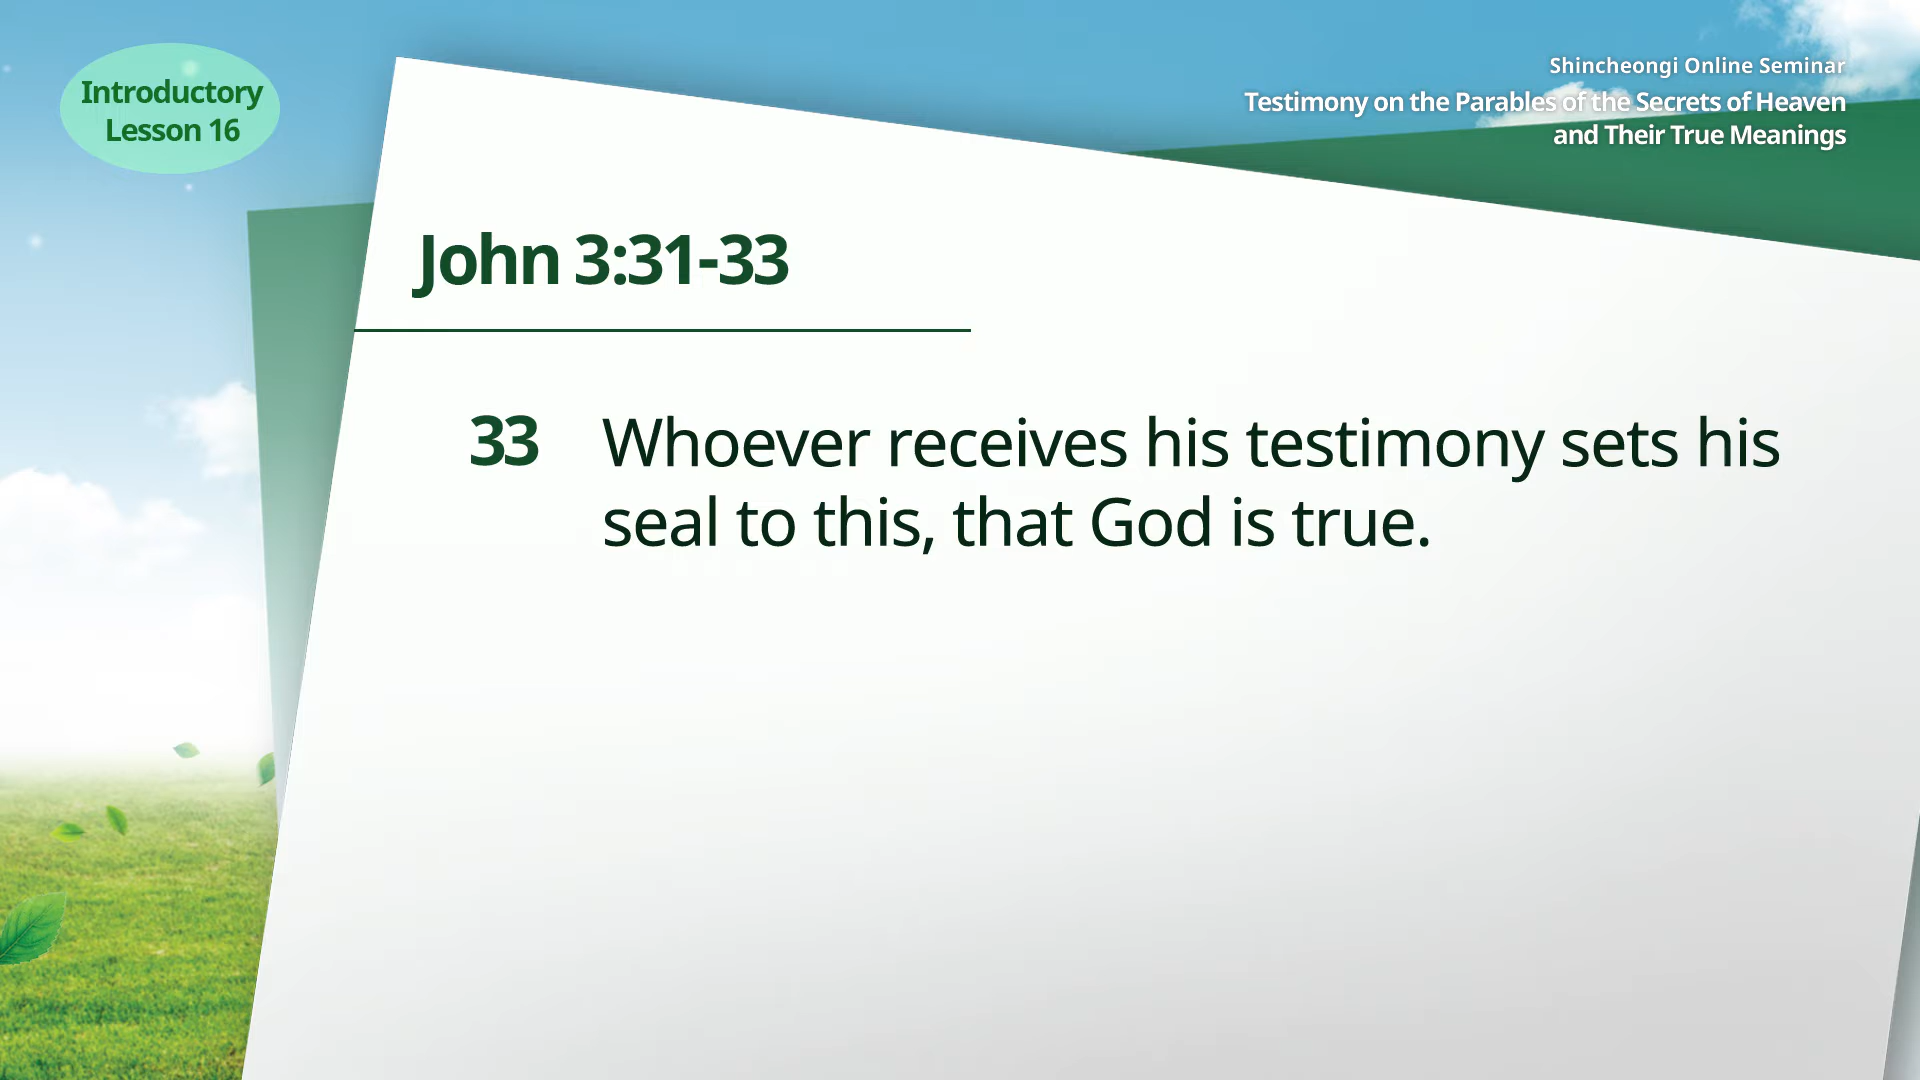 Introductory
Lesson 16
Shincheongi Online Seminar
Testimony on the Parables of the Secrets of Heaven
and Their True Meanings
John 3:31-33
33 Whoever receives his testimony sets his
seal to this, that God is true.